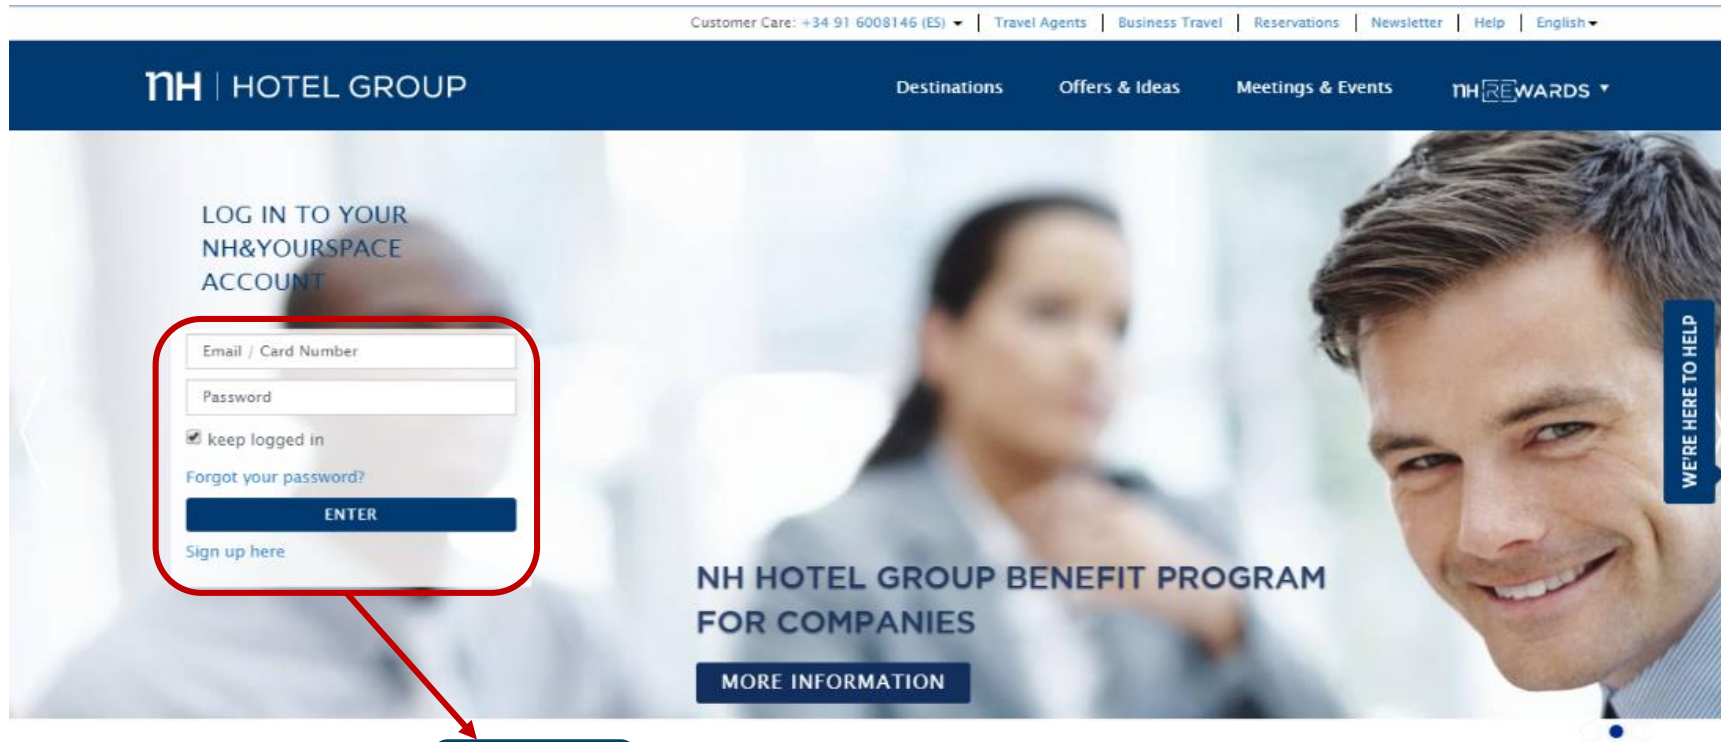 Customer Care: +34 91 6008146 (ES) | Travel Agents | Business Travel | Reservations | Newsletter | Help | English
nH | HOTEL GROUP
Destinations
Offers & Ideas
Meetings & Events
nH REWARDS
LOG IN TO YOUR
NH&YOURSPACE
ACCOUNT
Email / Card Number
Password
keep logged in
Forgot your password?
ENTER
Sign up here
NH HOTEL GROUP BENEFIT PROGRAM
FOR COMPANIES
MORE INFORMATION
WE'RE HERE TO HELP